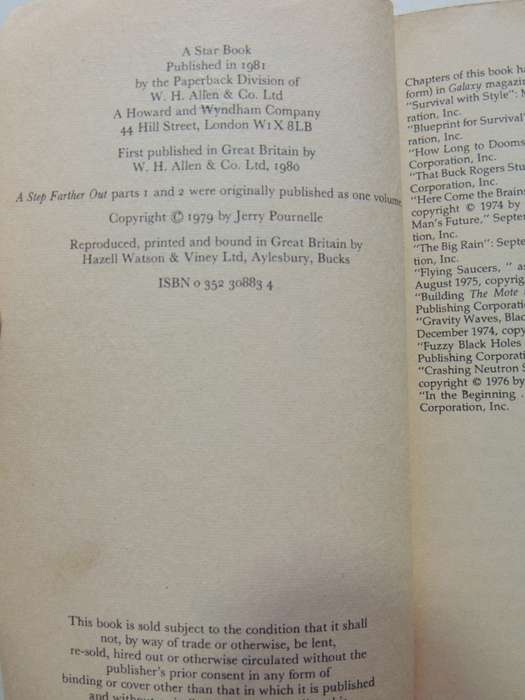 A Star Book
Published in 1981
by the Paperback Division of
W. H. Allen & Co. Ltd
A Howard and Wyndham Company
44 Hill Street, London W1X 8LB
First published in Great Britain by
W. H. Allen & Co. Ltd, 1980
A Step Farther Out parts 1 and 2 were originally published as one volume
Copyright © 1979 by Jerry Pournelle
Reproduced, printed and bound in Great Britain by
Hazell Watson & Viney Ltd, Aylesbury, Bucks
ISBN 0 352 30883 4
This book is sold subject to the condition that it shall
not, by way of trade or otherwise, be lent,
re-sold, hired out or otherwise circulated without the
publisher's prior consent in any form of
binding or cover other than that in which it is published
Chapters of this book
form) in Galaxy
"Survival with Style":
ration, Inc.
"Blueprint for Survival"
ration, Inc.
"How Long to
Corporation, Inc.
"That Buck Rogers
Corporation, Inc.
"Here Come the
copyright © 1974 by
Man's Future,"
tion, Inc.
"The Big Rain":
tion, Inc.
"Flying Saucers, "
August 1975,
"Building The Mote
Publishing
"Gravity Waves,
December 1974,
"Fuzzy Black Holes
Publishing
"Crashing Neutron
copyright © 1976 by
"In the Beginning .
Corporation, Inc.